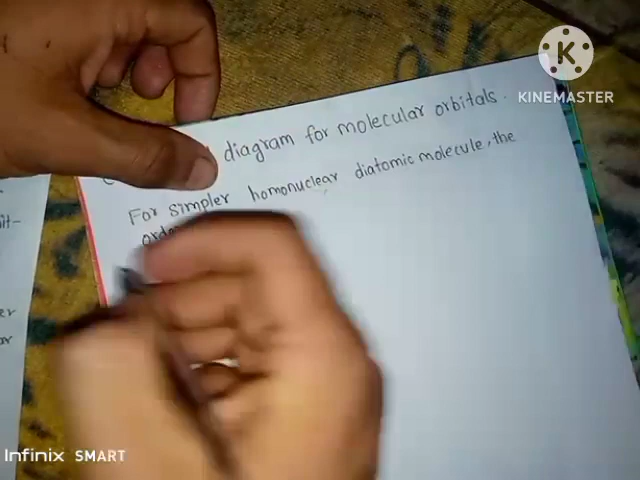 diagram for molecular orbitals.
For simpler homonuclear diatomic molecule, the
KINEMASTER
Infinix SMART